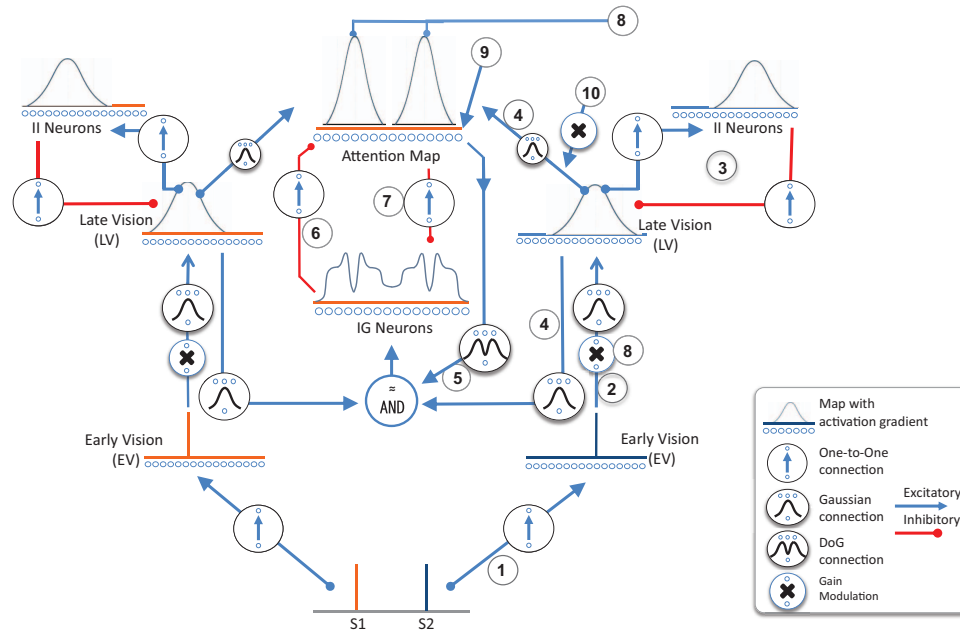 8
9
10
4
II Neurons
Attention Map
II Neurons
3
7
6
Late Vision
(LV)
Late Vision
(LV)
IG Neurons
4
8
5
2
≈
AND
Early Vision
(EV)
Early Vision
(EV)
1
S1
S2
Map with
activation gradient
One-to-One
connection
Gaussian
connection
DoG
connection
Gain
Modulation
Excitatory
Inhibitory